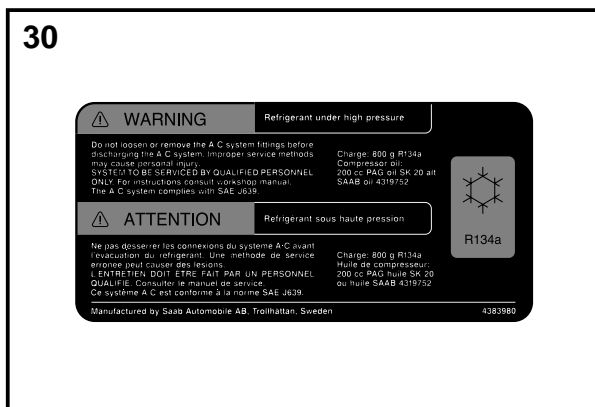 30
WARNING
Refrigerant under high pressure
Do not loosen or remove the A C system fittings before
discharging the A C system. Improper service methods
may cause personal injury.
SYSTEM TO BE SERVICED BY QUALIFIED PERSONNEL
ONLY. For instructions consult workshop manual.
The A C system complies with SAE J639.
Charge: 800 g R134a
Compressor oil:
200 cc PAG oil SK 20 alt
SAAB oil 4319752
R134a
ATTENTION
Refrigérant sous haute pression
Ne pas desserrer les connexions du systeme A·C avant
l'evacuation du refrigerant. Une methode de service
erronee peut causer des lesions.
L ENTRETIEN DOIT ETRE FAIT PAR UN PERSONNEL
QUALIFIE. Consulter le manuel de service.
Ce système A C est conforme à la norme SAE J639.
Charge: 800 g R134a
Huile de compresseur:
200 cc PAG huile SK 20
ou huile SAAB 4319752
Manufactured by Saab Automobile AB, Trollhättan, Sweden
4383980